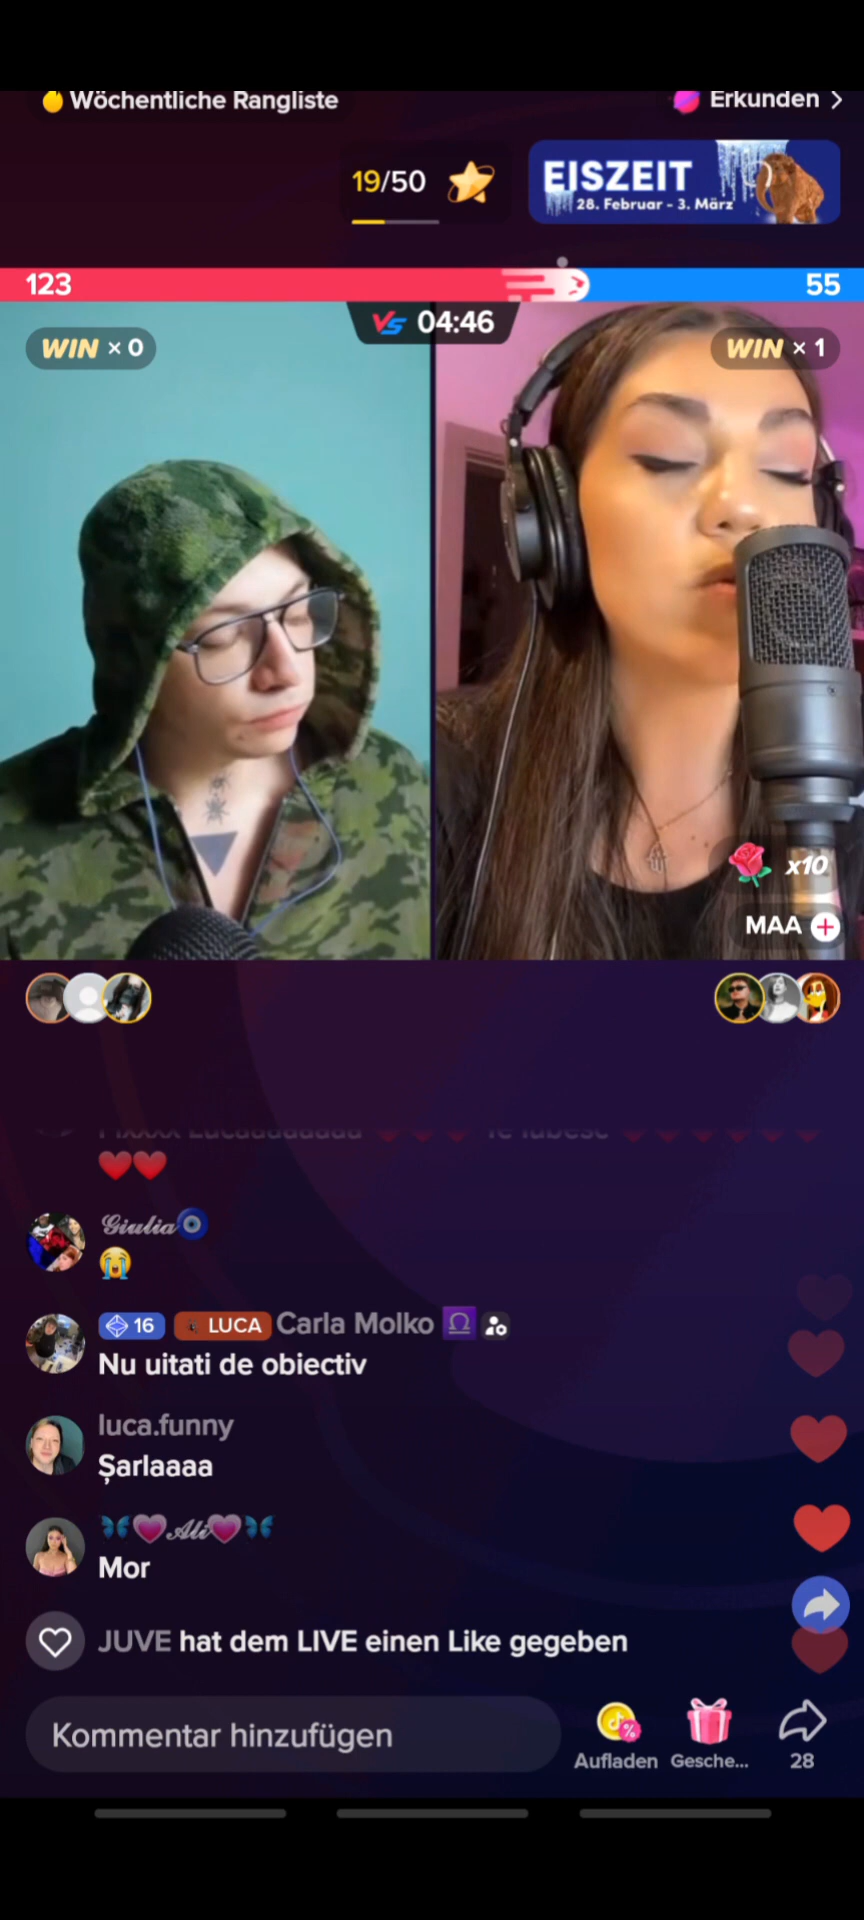 Wöchentliche Rangliste
Erkunden
19/50
EISZEIT
28. Februar - 3. März
123
55
VS 04:46
WIN × 0
WIN × 1
x10
MAA
Giulia
16 LUCA Carla Molko
Nu uitati de obiectiv
luca.funny
Șarlaaaa
Ali
Mor
JUVE hat dem LIVE einen Like gegeben
Kommentar hinzufügen
Aufladen
Gesche...
28